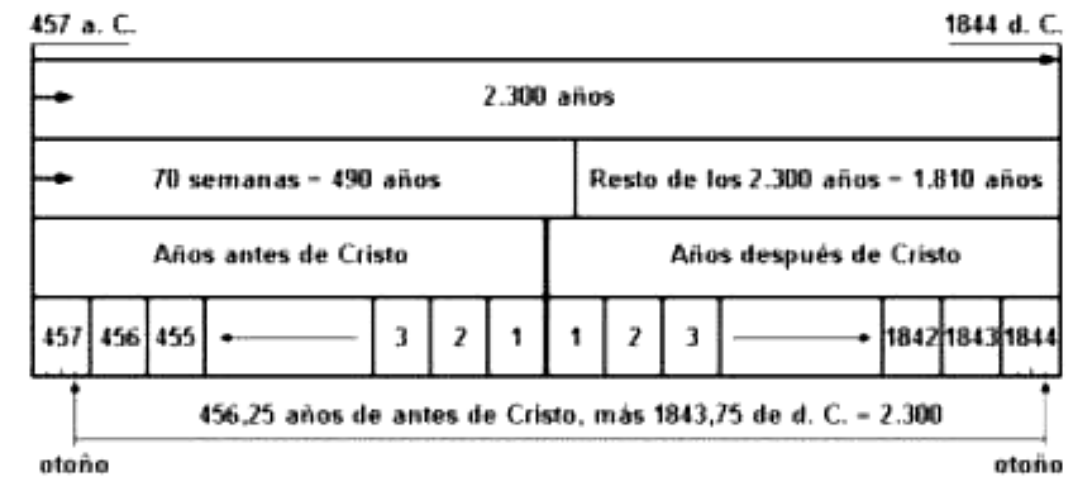 457 a. C. 1844 d. C.
2.300 años
70 semanas - 490 años Resto de los 2.300 años - 1.810 años
Años antes de Cristo Años después de Cristo
457 456 455 3 2 1 1 2 3 1842 1843 1844
456,25 años de antes de Cristo, más 1843,75 de d. C. - 2.300
otoño otoño